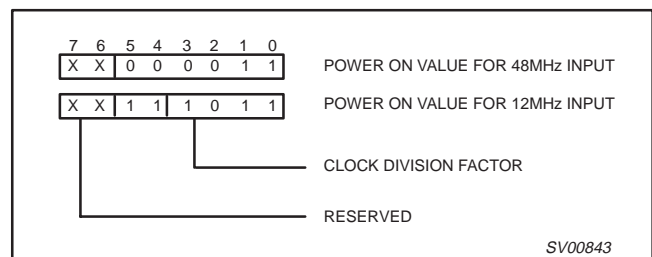 7 6 5 4 3 2 1 0
X X 0 0 0 0 1 1 POWER ON VALUE FOR 48MHz INPUT
X X 1 1 1 0 1 1 POWER ON VALUE FOR 12MHz INPUT
CLOCK DIVISION FACTOR
RESERVED
SV00843